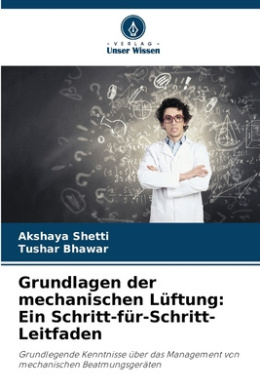 VERLAG
Unser Wissen
Akshaya Shetti
Tushar Bhawar
Grundlagen der
mechanischen Lüftung:
Ein Schritt-für-Schritt-
Leitfaden
Grundlegende Kenntnisse über das Management von
mechanischen Beatmungsgeräten